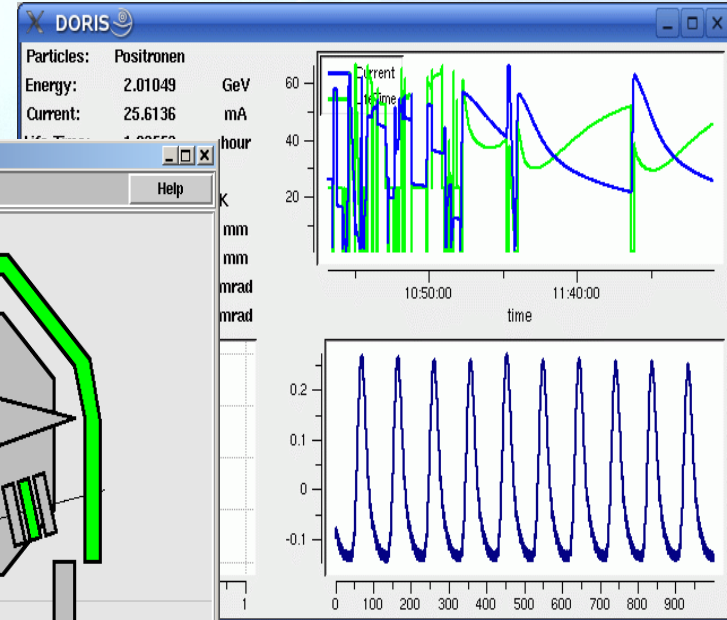 DORIS
Particles: Positronen
Energy: 2.01049 GeV
Current: 25.6136 mA
hour
Help
K
mm
mm
mrad
mrad
Current
60
40
20
10:50:00 11:40:00
time
0.2
0.1
0
-0.1
1
0 100 200 300 400 500 600 700 800 900